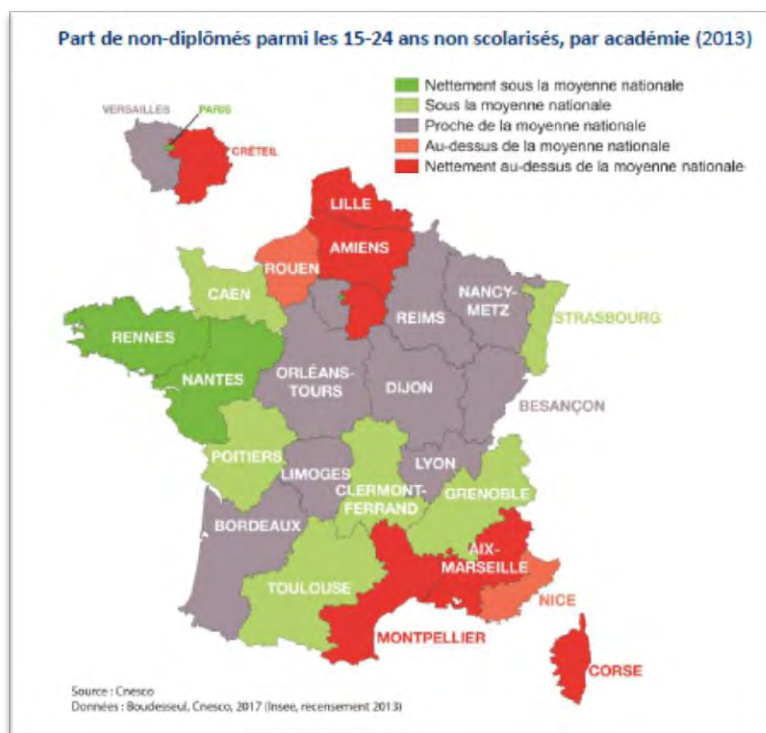 Part de non-diplômés parmi les 15-24 ans non scolarisés, par académie (2013)
Nettement sous la moyenne nationale
Sous la moyenne nationale
Proche de la moyenne nationale
Au-dessus de la moyenne nationale
Nettement au-dessus de la moyenne nationale
VERSAILLES
PARIS
CRÉTEIL
LILLE
AMIENS
ROUEN
CAEN
REIMS
NANCY-
METZ
STRASBOURG
RENNES
NANTES
ORLÉANS-
TOURS
DIJON
BESANÇON
POITIERS
LIMOGES
CLERMONT-
FERRAND
LYON
GRENOBLE
BORDEAUX
TOULOUSE
AIX-
MARSEILLE
NICE
MONTPELLIER
CORSE
Source : Cnesco
Données : Boudesseul, Cnesco, 2017 (Insee, recensement 2013)